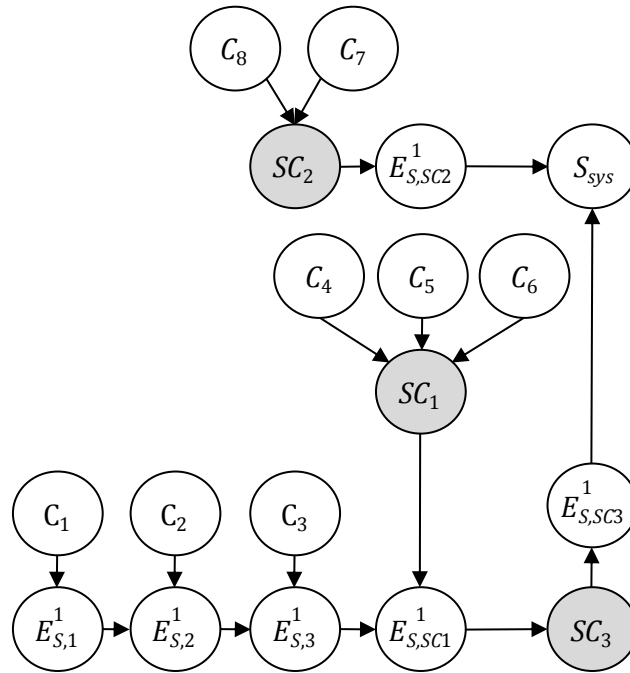 C₈ C₇
SC₂ E¹S,SC2 Ssys
C₄ C₅ C₆
SC₁
C₁ C₂ C₃ E¹S,SC3
E¹S,1 E¹S,2 E¹S,3 E¹S,SC1 SC₃